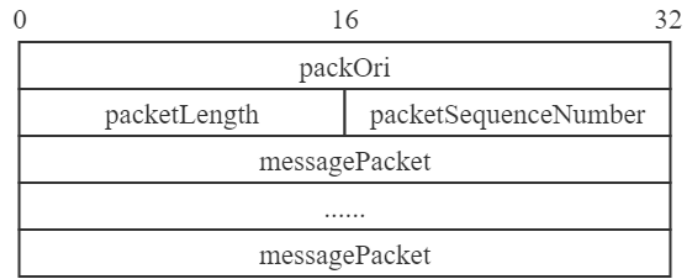 0 16 32
packOri
packetLength packetSequenceNumber
messagePacket
......
messagePacket